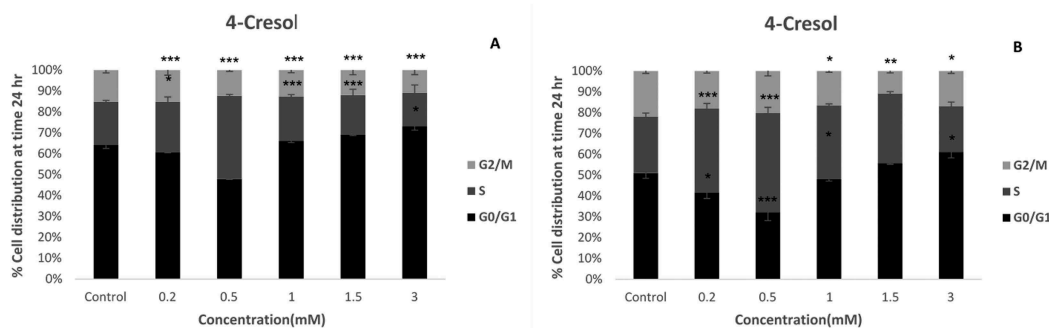 4-Cresol
A
*** *** *** *** ***
* *** *** *
% Cell distribution at time 24 hr
100%
90%
80%
70%
60%
50%
40%
30%
20%
10%
0%
Control 0.2 0.5 1 1.5 3
Concentration(mM)
G2/M
S
G0/G1
4-Cresol
B
* ** *
*** ***
* *
* ***
% Cell distribution at time 24 hr
100%
90%
80%
70%
60%
50%
40%
30%
20%
10%
0%
Control 0.2 0.5 1 1.5 3
Concentration(mM)
G2/M
S
G0/G1